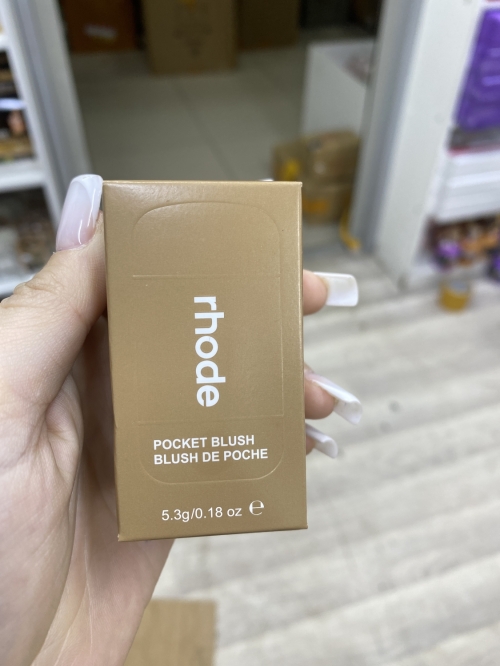 rhode
POCKET BLUSH
BLUSH DE POCHE
5.3g/0.18 oz ℮